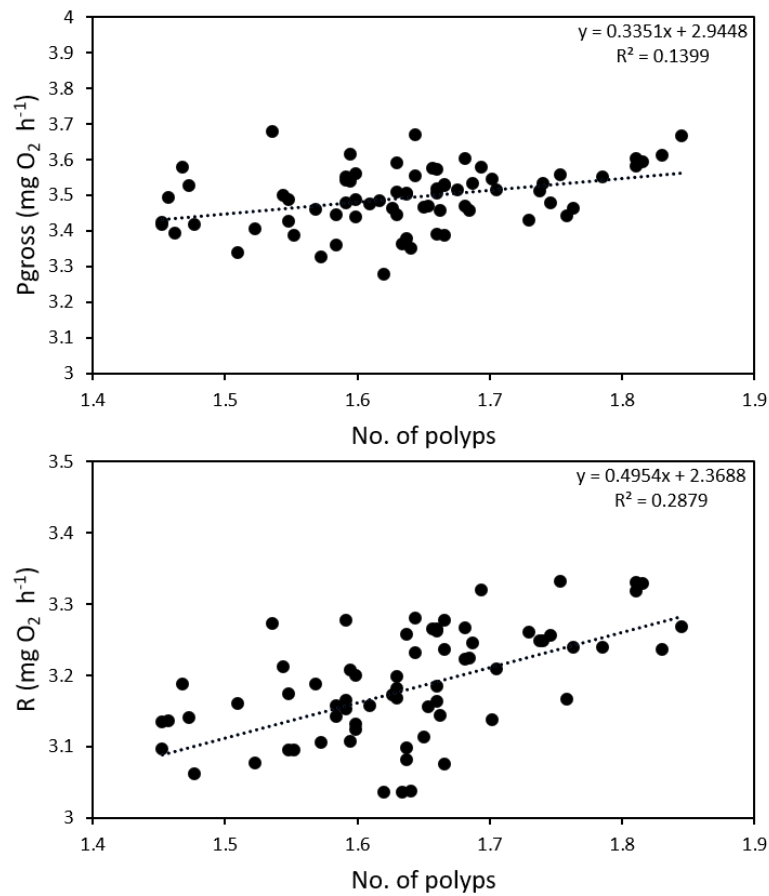 y = 0.3351x + 2.9448
R² = 0.1399
Pgross (mg O₂ h⁻¹)
4
3.9
3.8
3.7
3.6
3.5
3.4
3.3
3.2
3.1
3
1.4 1.5 1.6 1.7 1.8 1.9
No. of polyps
y = 0.4954x + 2.3688
R² = 0.2879
R (mg O₂ h⁻¹)
3.5
3.4
3.3
3.2
3.1
3
1.4 1.5 1.6 1.7 1.8 1.9
No. of polyps